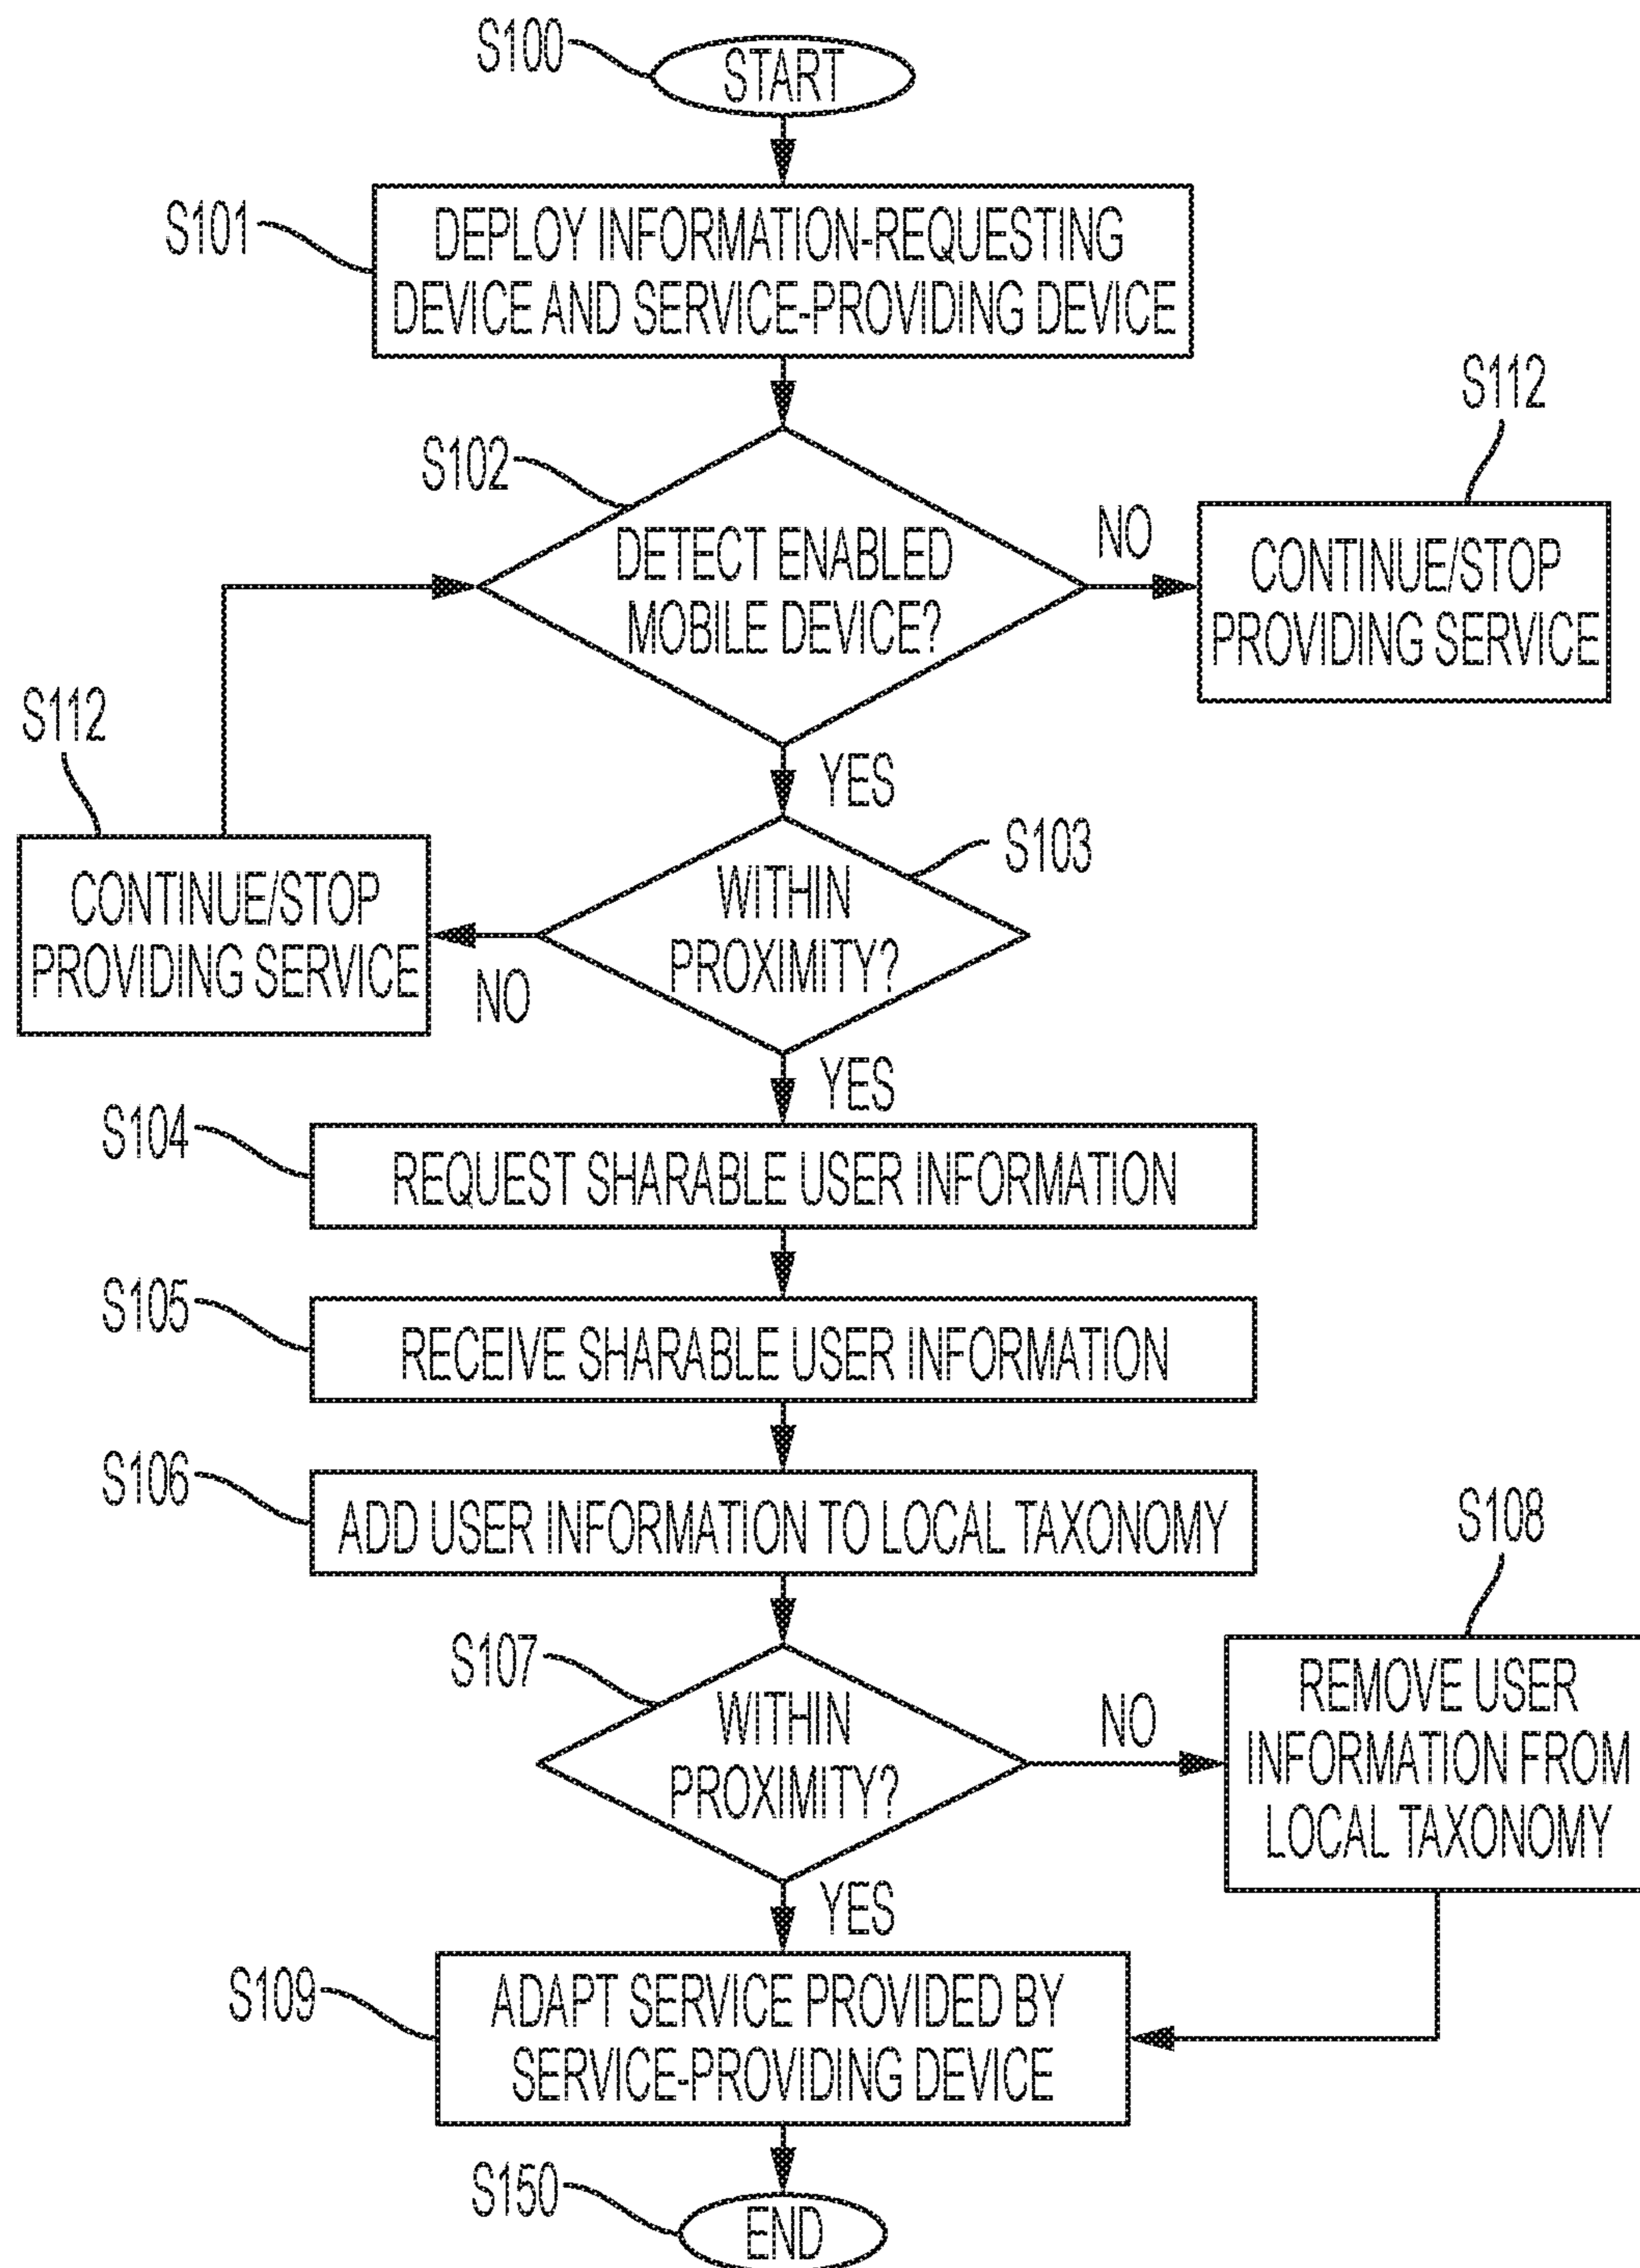 S100
START
S101
DEPLOY INFORMATION-REQUESTING
DEVICE AND SERVICE-PROVIDING DEVICE
S112
S102
DETECT ENABLED
MOBILE DEVICE?
NO
CONTINUE/STOP
PROVIDING SERVICE
S112
YES
S103
CONTINUE/STOP
PROVIDING SERVICE
NO
WITHIN
PROXIMITY?
YES
S104
REQUEST SHARABLE USER INFORMATION
S105
RECEIVE SHARABLE USER INFORMATION
S106
ADD USER INFORMATION TO LOCAL TAXONOMY
S108
S107
WITHIN
PROXIMITY?
NO
REMOVE USER
INFORMATION FROM
LOCAL TAXONOMY
YES
S109
ADAPT SERVICE PROVIDED BY
SERVICE-PROVIDING DEVICE
S150
END